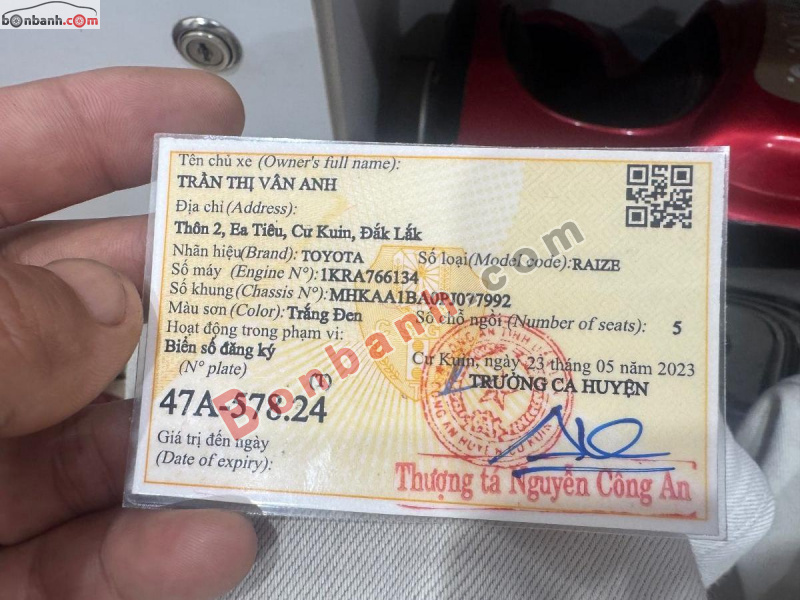 bonbanh.com
Tên chủ xe (Owner's full name):
TRẦN THỊ VÂN ANH
Địa chỉ (Address):
Thôn 2, Ea Tiêu, Cư Kuin, Đắk Lắk
Nhãn hiệu(Brand): TOYOTA Số loại(Model code):RAIZE
Số máy (Engine N°):1KRA766134
Số khung(Chassis N°):MHKAA1BA0PJ077992
Màu sơn (Color): Trắng Đen Số chỗ ngồi (Number of seats): 5
Hoạt động trong phạm vi:
Biển số đăng ký
(N° plate)
Cư Kuin, ngày 23 tháng 05 năm 2023
TRƯỞNG CA HUYỆN
(T)
47A-578.24
Giá trị đến ngày
(Date of expiry):
Thượng tá Nguyễn Công An
Bonbanh.com